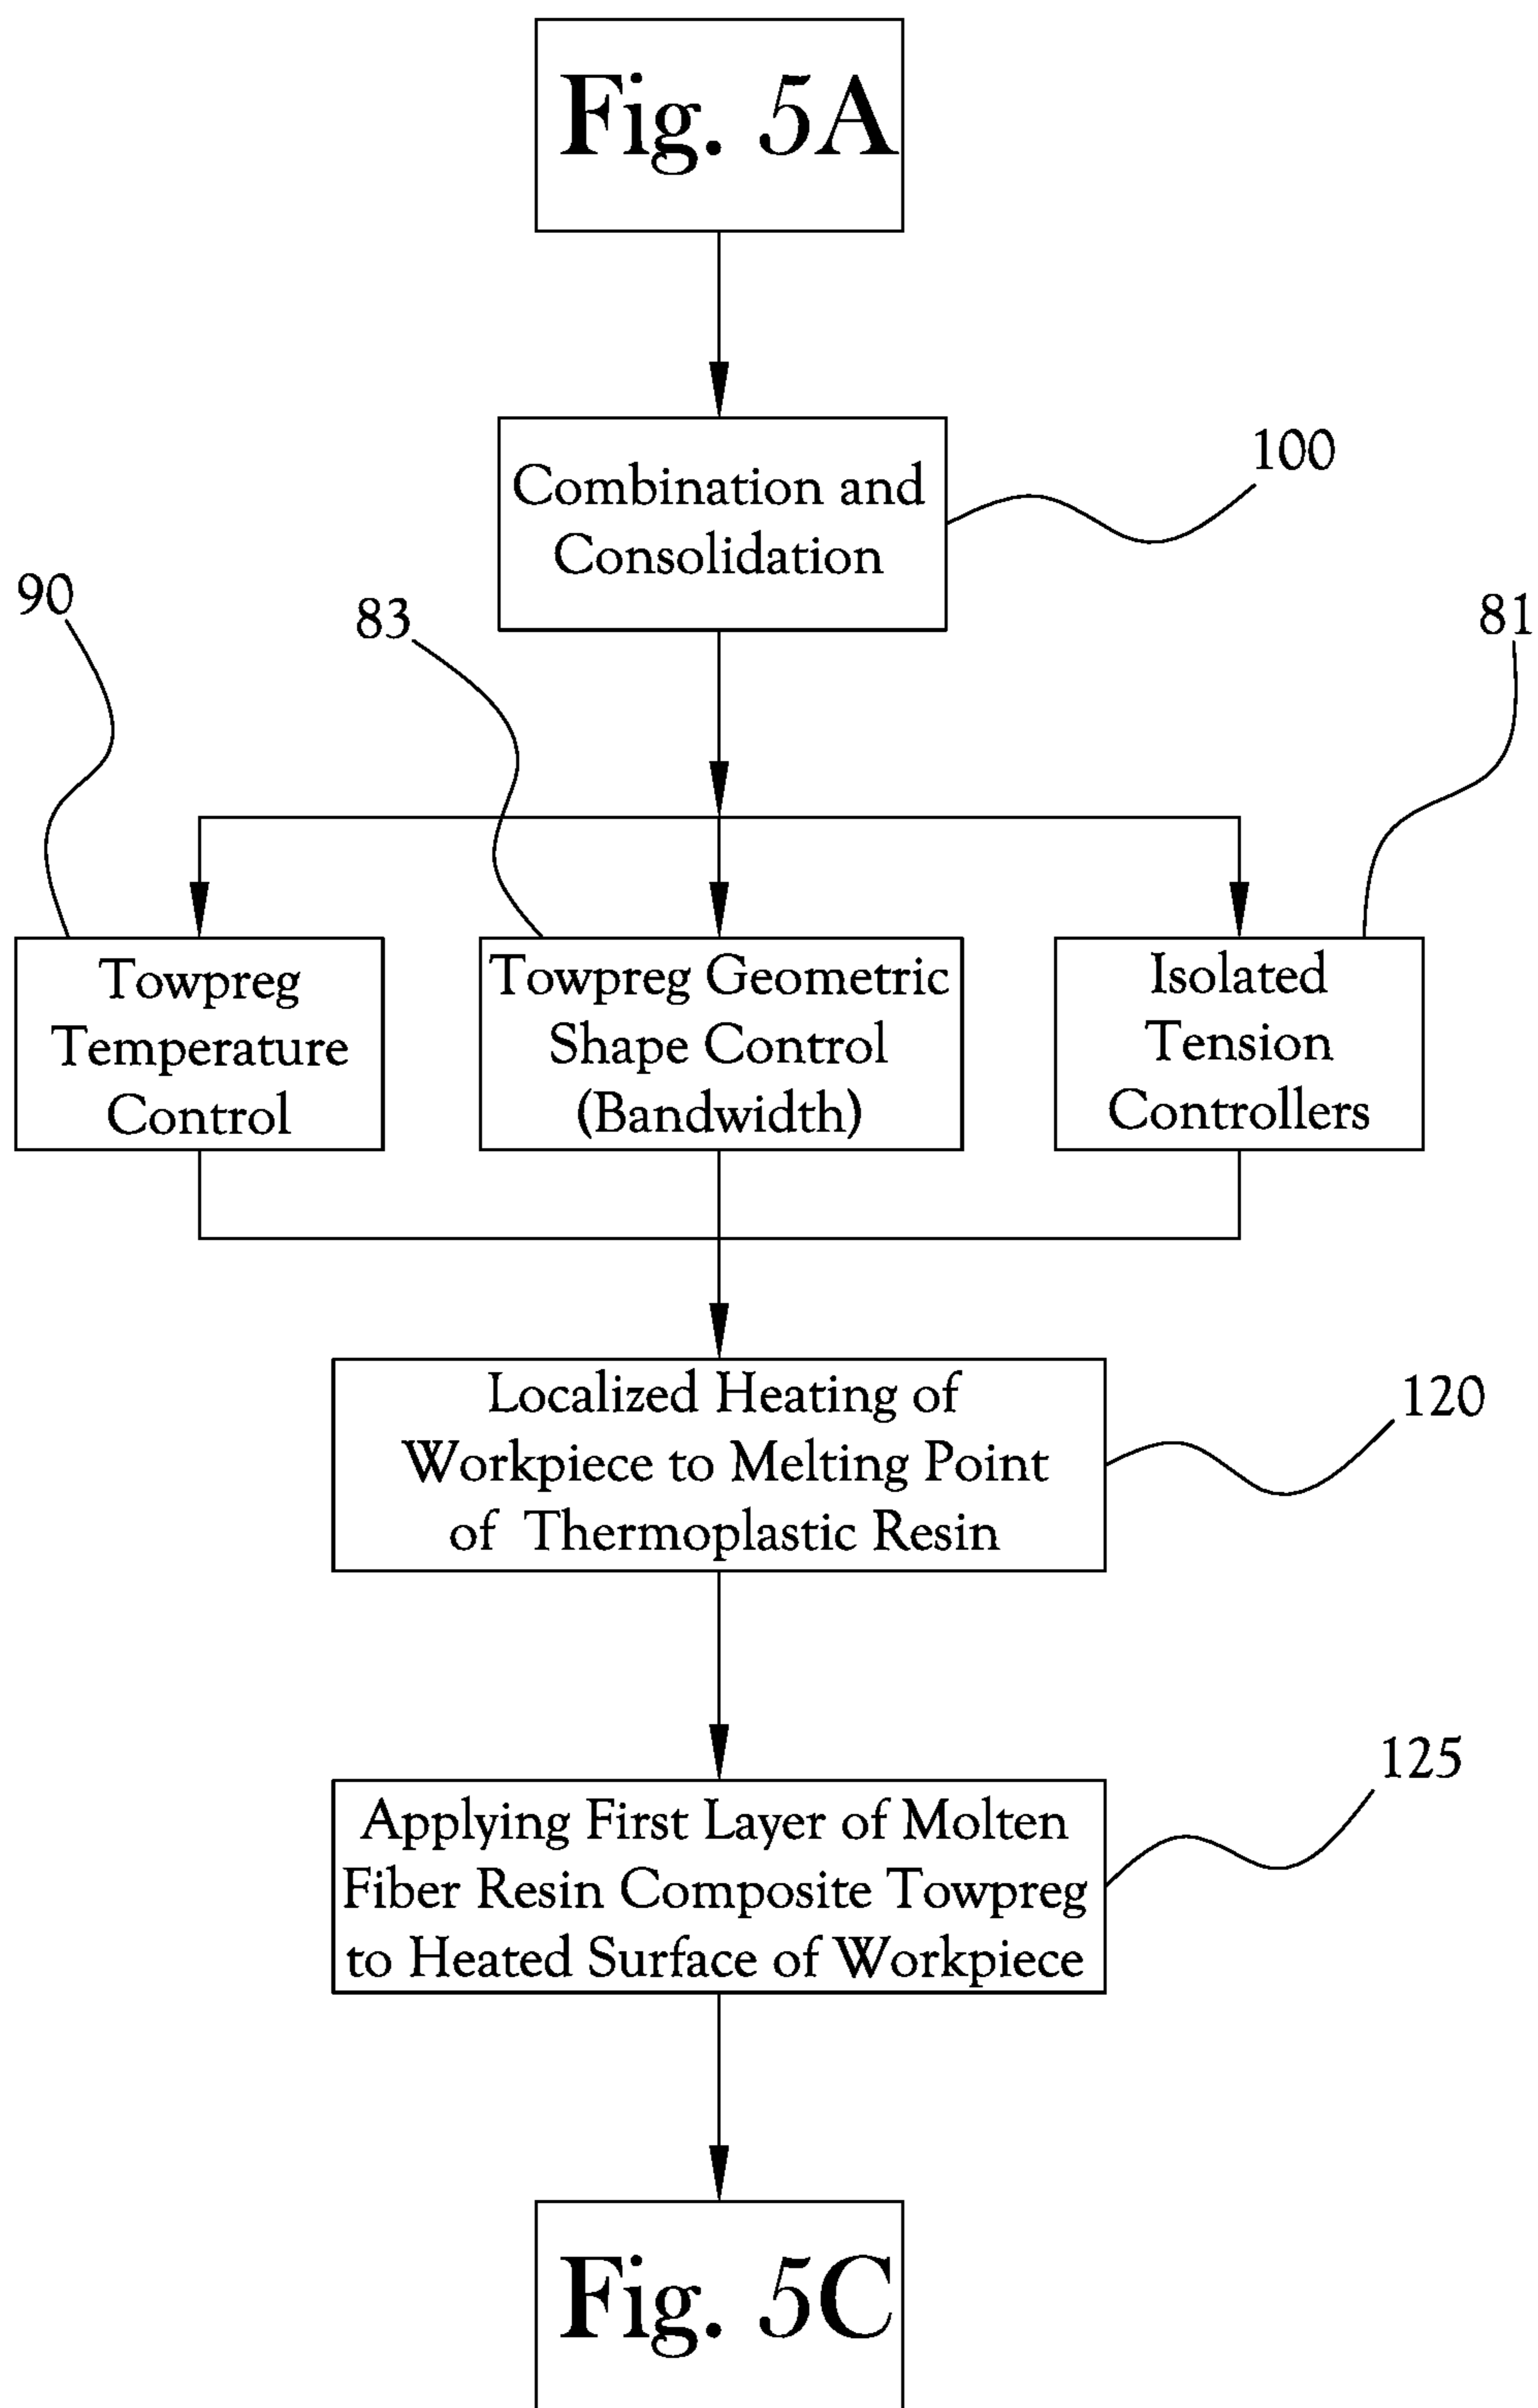 Fig. 5A
Combination and
Consolidation
100
90
83
81
Towpreg
Temperature
Control
Towpreg Geometric
Shape Control
(Bandwidth)
Isolated
Tension
Controllers
Localized Heating of
Workpiece to Melting Point
of Thermoplastic Resin
120
Applying First Layer of Molten
Fiber Resin Composite Towpreg
to Heated Surface of Workpiece
125
Fig. 5C